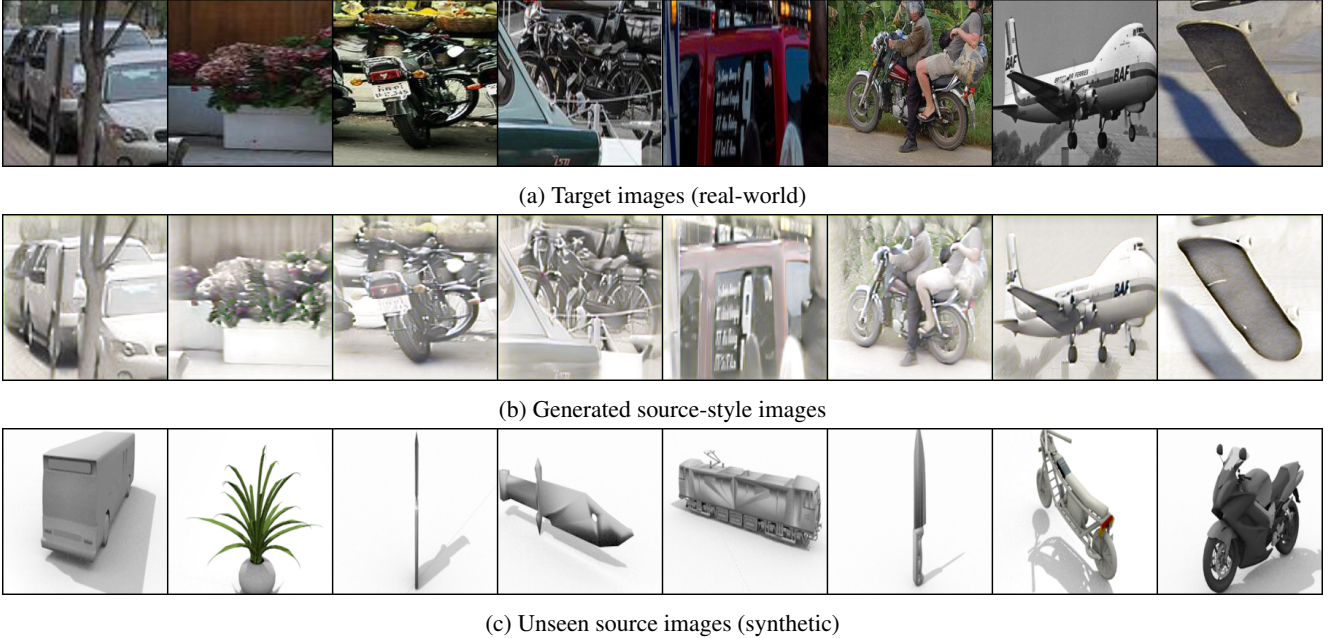 BAF
(a) Target images (real-world)
BAF
(b) Generated source-style images
(c) Unseen source images (synthetic)